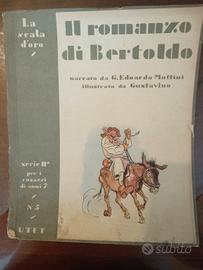 La
scala
d'oro
Il romanzo
di Bertoldo
narrato da G. Edoardo Mottini
illustrato da Gustavino
serie IIª
per i
ragazzi
di anni 7
N. 5
UTET
subito